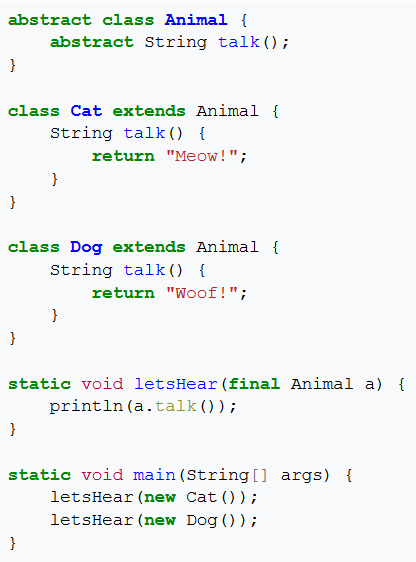 abstract class Animal {
    abstract String talk();
}

class Cat extends Animal {
    String talk() {
        return "Meow!";
    }
}

class Dog extends Animal {
    String talk() {
        return "Woof!";
    }
}

static void letsHear(final Animal a) {
    println(a.talk());
}

static void main(String[] args) {
    letsHear(new Cat());
    letsHear(new Dog());
}